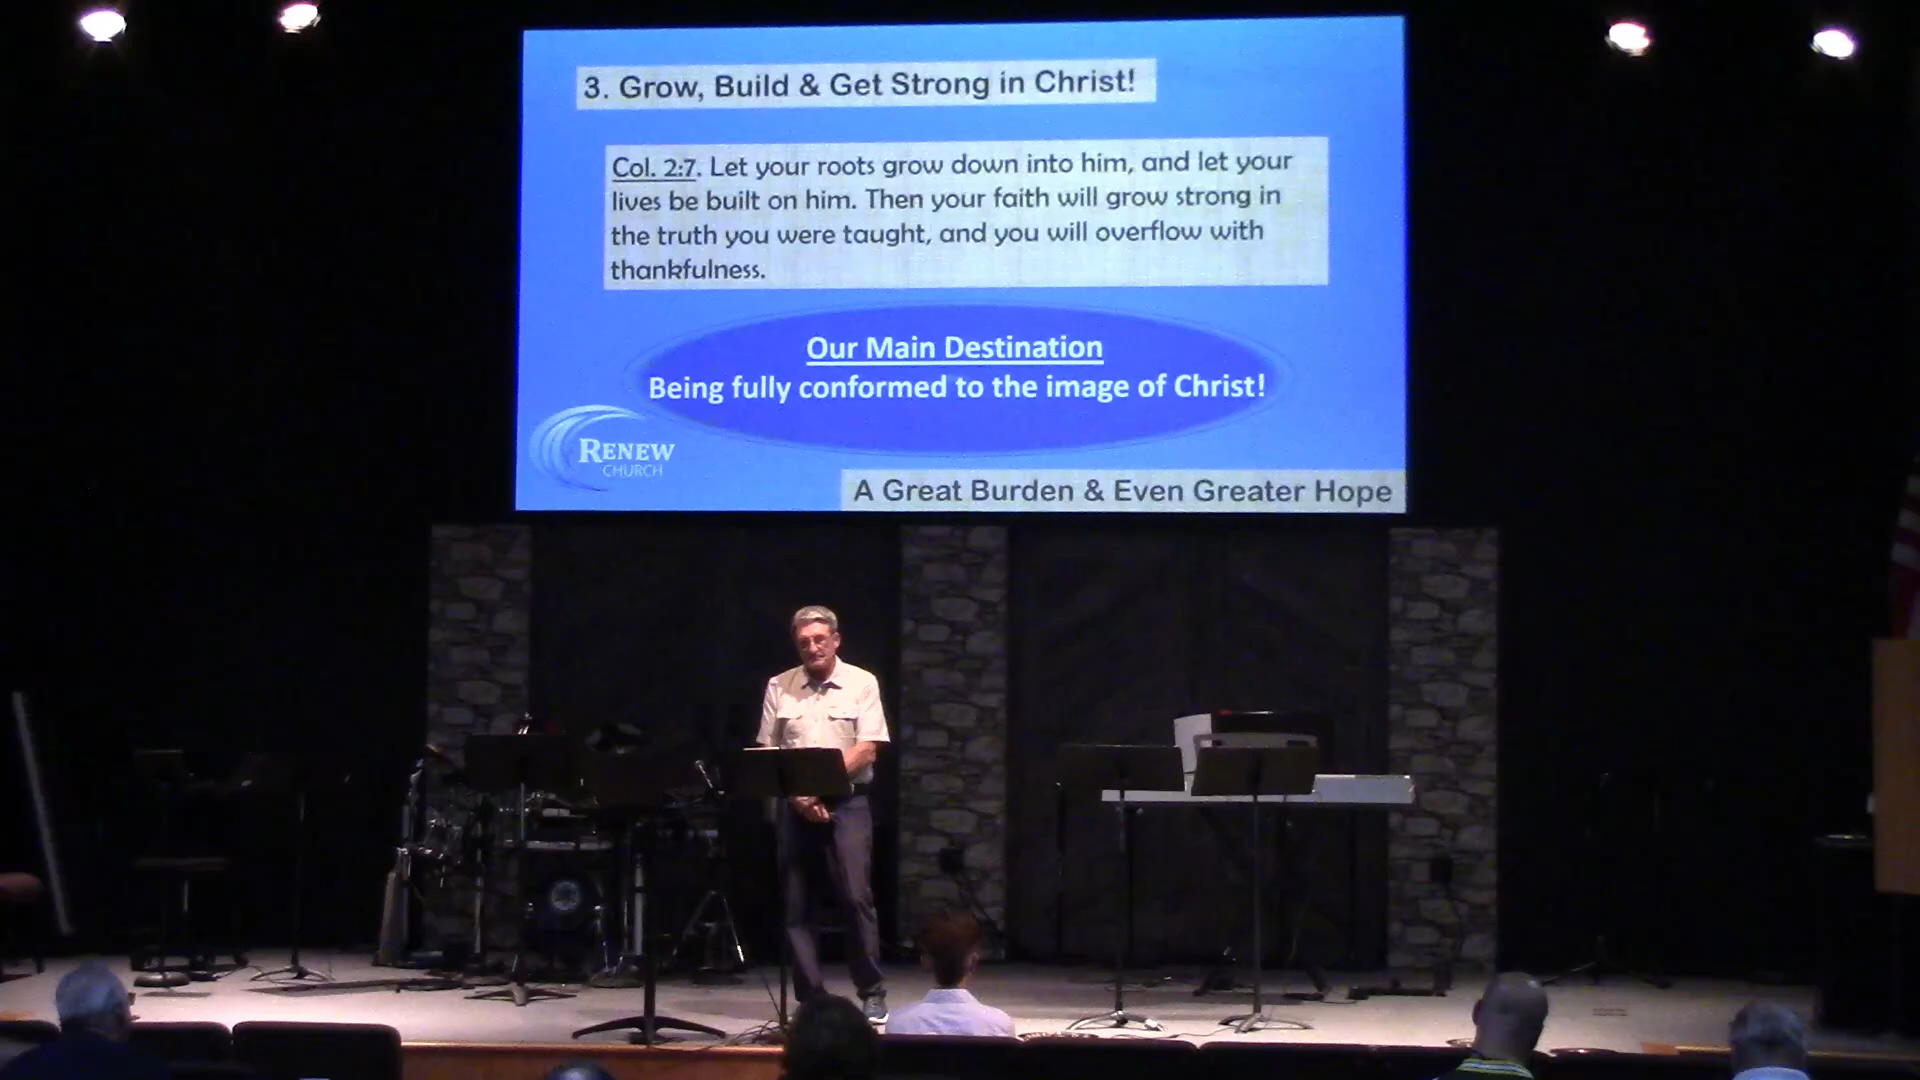 3. Grow, Build & Get Strong in Christ!
Col. 2:7. Let your roots grow down into him, and let your
lives be built on him. Then your faith will grow strong in
the truth you were taught, and you will overflow with
thankfulness.
Our Main Destination
Being fully conformed to the image of Christ!
RENEW
CHURCH
A Great Burden & Even Greater Hope